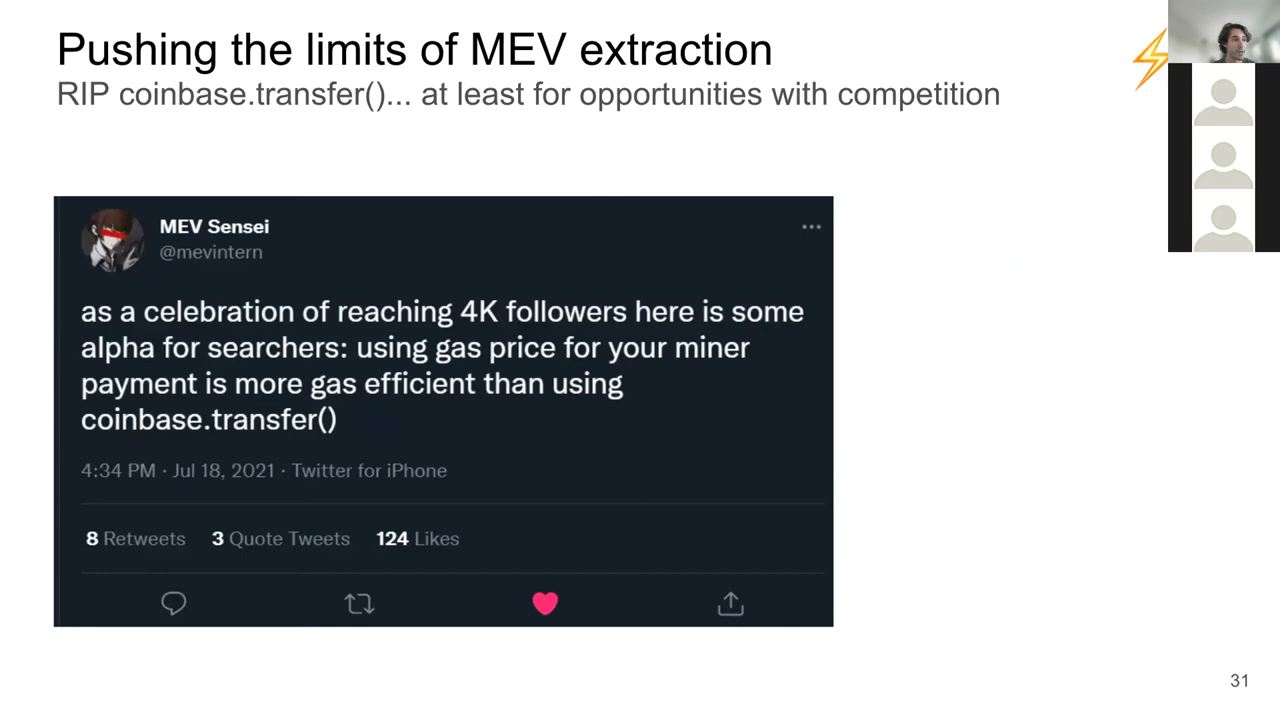 Pushing the limits of MEV extraction
RIP coinbase.transfer()... at least for opportunities with competition
MEV Sensei
@mevintern
as a celebration of reaching 4K followers here is some
alpha for searchers: using gas price for your miner
payment is more gas efficient than using
coinbase.transfer()
4:34 PM · Jul 18, 2021 · Twitter for iPhone
8 Retweets 3 Quote Tweets 124 Likes
31